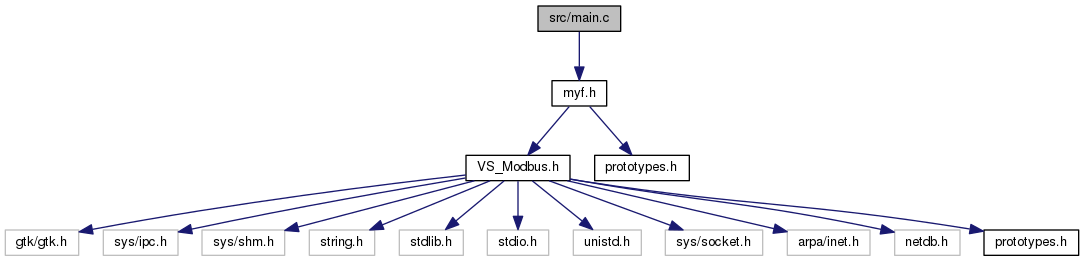 src/main.c
myf.h
VS_Modbus.h
prototypes.h
gtk/gtk.h
sys/ipc.h
sys/shm.h
string.h
stdlib.h
stdio.h
unistd.h
sys/socket.h
arpa/inet.h
netdb.h
prototypes.h